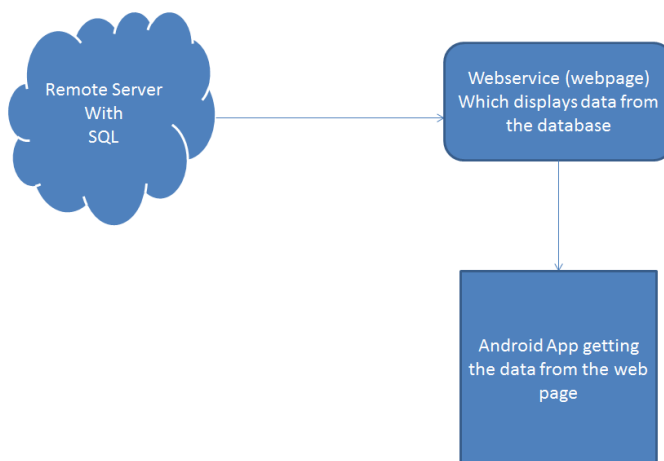 Remote Server
With
SQL
Webservice (webpage)
Which displays data from
the database
Android App getting
the data from the web
page